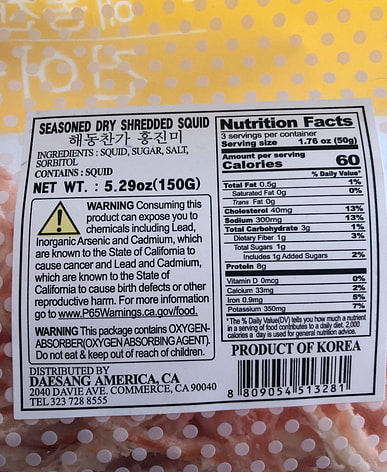 SEASONED DRY SHREDDED SQUID
해동찬가 홍진미
INGREDIENTS : SQUID, SUGAR, SALT,
SORBITOL
CONTAINS : SQUID
NET WT. : 5.29oz(150G)
WARNING Consuming this
product can expose you to
chemicals including Lead,
Inorganic Arsenic and Cadmium, which
are known to the State of California to
cause cancer and Lead and Cadmium,
which are known to the State of
California to cause birth defects or other
reproductive harm. For more information
go to www.P65Warnings.ca.gov/food.
WARNING This package contains OXYGEN-
ABSORBER(OXYGEN ABSORBING AGENT).
Do not eat & keep out of reach of children.
DISTRIBUTED BY
DAESANG AMERICA, CA
2040 DAVIE AVE. COMMERCE, CA 90040
TEL 323 728 8555
Nutrition Facts
3 servings per container
Serving size 1.76 oz (50g)
Amount per serving
Calories 60
% Daily Value*
Total Fat 0.5g 1%
Saturated Fat 0g 0%
Trans Fat 0g
Cholesterol 40mg 13%
Sodium 300mg 13%
Total Carbohydrate 3g 1%
Dietary Fiber 1g 3%
Total Sugars 1g
Includes 1g Added Sugars 2%
Protein 8g
Vitamin D 0mcg 0%
Calcium 33mg 2%
Iron 0.9mg 5%
Potassium 350mg 7%
*The % Daily Value(DV) tells you how much a nutrient
in a serving of food contributes to a daily diet, 2,000
calories a day is used for general nutrition advice.
PRODUCT OF KOREA
8 809054 513281